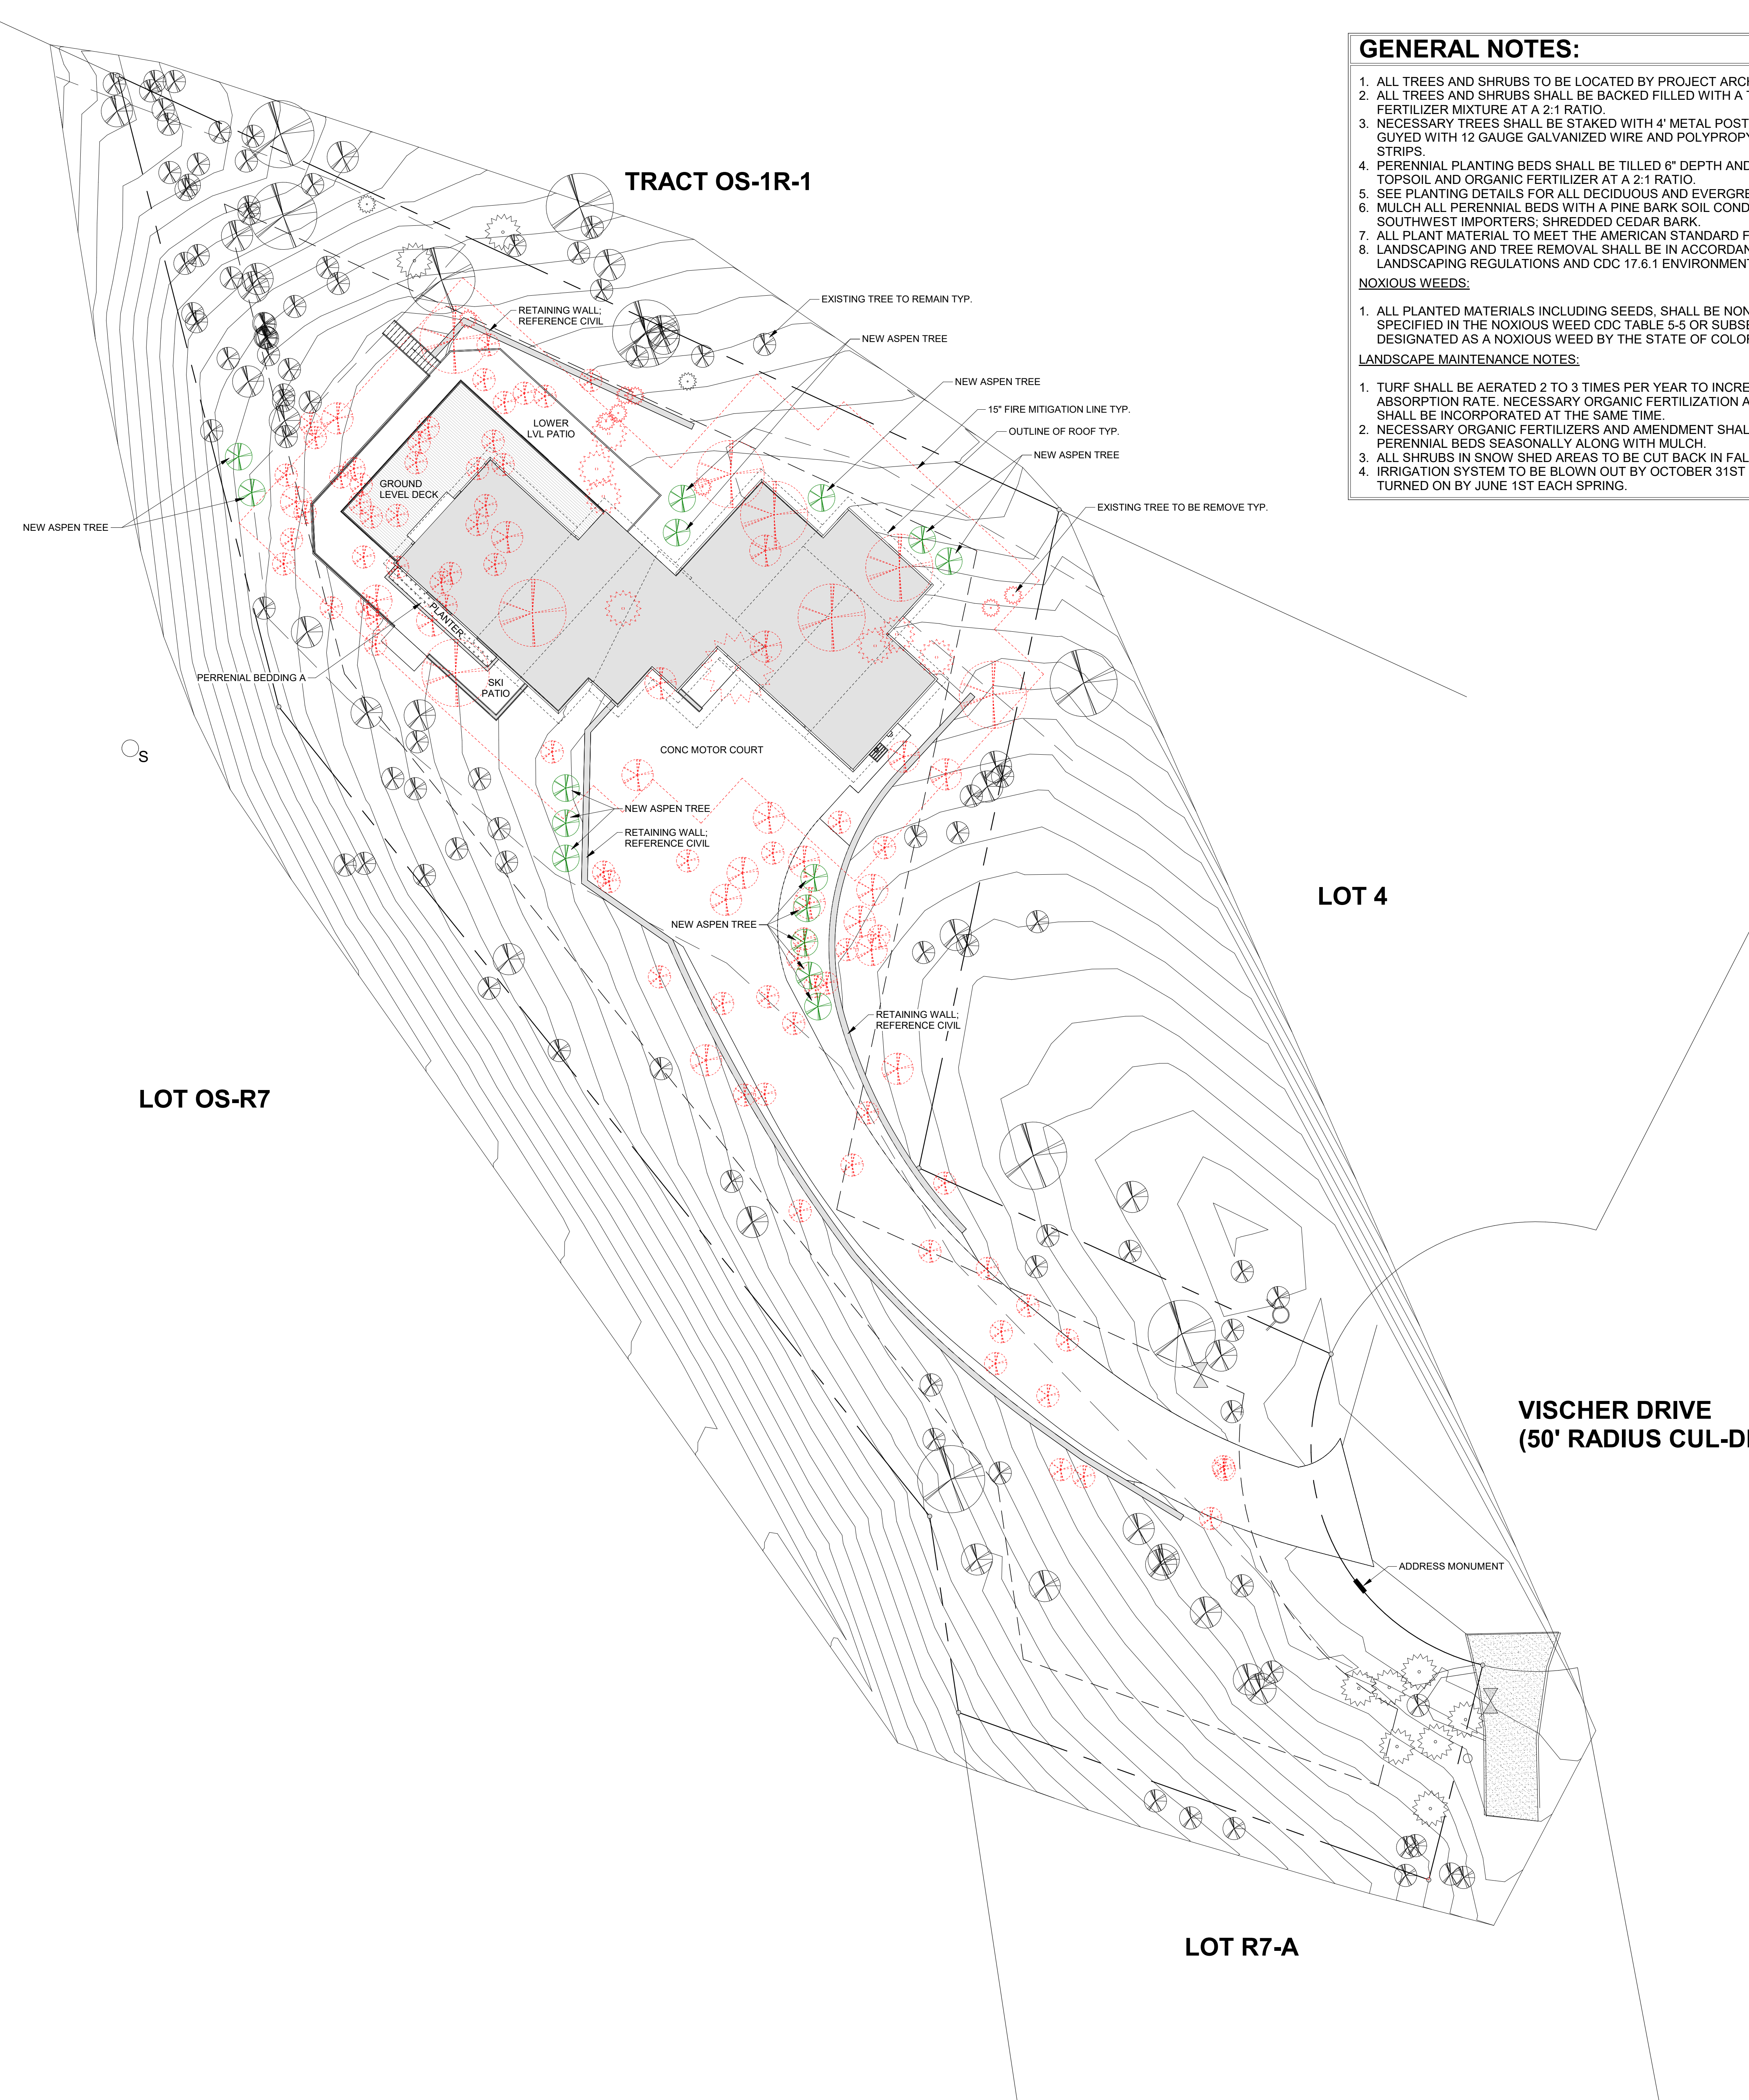 GENERAL NOTES:
1. ALL TREES AND SHRUBS TO BE LOCATED BY PROJECT ARCH
2. ALL TREES AND SHRUBS SHALL BE BACKED FILLED WITH A T
FERTILIZER MIXTURE AT A 2:1 RATIO.
3. NECESSARY TREES SHALL BE STAKED WITH 4' METAL POST
GUYED WITH 12 GAUGE GALVANIZED WIRE AND POLYPROPY
STRIPS.
4. PERENNIAL PLANTING BEDS SHALL BE TILLED 6" DEPTH AND
TOPSOIL AND ORGANIC FERTILIZER AT A 2:1 RATIO.
5. SEE PLANTING DETAILS FOR ALL DECIDUOUS AND EVERGRE
6. MULCH ALL PERENNIAL BEDS WITH A PINE BARK SOIL COND
SOUTHWEST IMPORTERS; SHREDDED CEDAR BARK.
7. ALL PLANT MATERIAL TO MEET THE AMERICAN STANDARD F
8. LANDSCAPING AND TREE REMOVAL SHALL BE IN ACCORDAN
LANDSCAPING REGULATIONS AND CDC 17.6.1 ENVIRONMENT
NOXIOUS WEEDS:
1. ALL PLANTED MATERIALS INCLUDING SEEDS, SHALL BE NON
SPECIFIED IN THE NOXIOUS WEED CDC TABLE 5-5 OR SUBSE
DESIGNATED AS A NOXIOUS WEED BY THE STATE OF COLOR
LANDSCAPE MAINTENANCE NOTES:
1. TURF SHALL BE AERATED 2 TO 3 TIMES PER YEAR TO INCRE
ABSORPTION RATE. NECESSARY ORGANIC FERTILIZATION A
SHALL BE INCORPORATED AT THE SAME TIME.
2. NECESSARY ORGANIC FERTILIZERS AND AMENDMENT SHAL
PERENNIAL BEDS SEASONALLY ALONG WITH MULCH.
3. ALL SHRUBS IN SNOW SHED AREAS TO BE CUT BACK IN FAL
4. IRRIGATION SYSTEM TO BE BLOWN OUT BY OCTOBER 31ST
TURNED ON BY JUNE 1ST EACH SPRING.
TRACT OS-1R-1
EXISTING TREE TO REMAIN TYP.
RETAINING WALL;
REFERENCE CIVIL
NEW ASPEN TREE
NEW ASPEN TREE
15" FIRE MITIGATION LINE TYP.
OUTLINE OF ROOF TYP.
NEW ASPEN TREE
EXISTING TREE TO BE REMOVE TYP.
LOWER
LVL PATIO
GROUND
LEVEL DECK
NEW ASPEN TREE
PLANTER
PERRENIAL BEDDING A
SKI
PATIO
S
CONC MOTOR COURT
NEW ASPEN TREE
RETAINING WALL;
REFERENCE CIVIL
LOT 4
NEW ASPEN TREE
RETAINING WALL;
REFERENCE CIVIL
LOT OS-R7
VISCHER DRIVE
(50' RADIUS CUL-D
ADDRESS MONUMENT
LOT R7-A